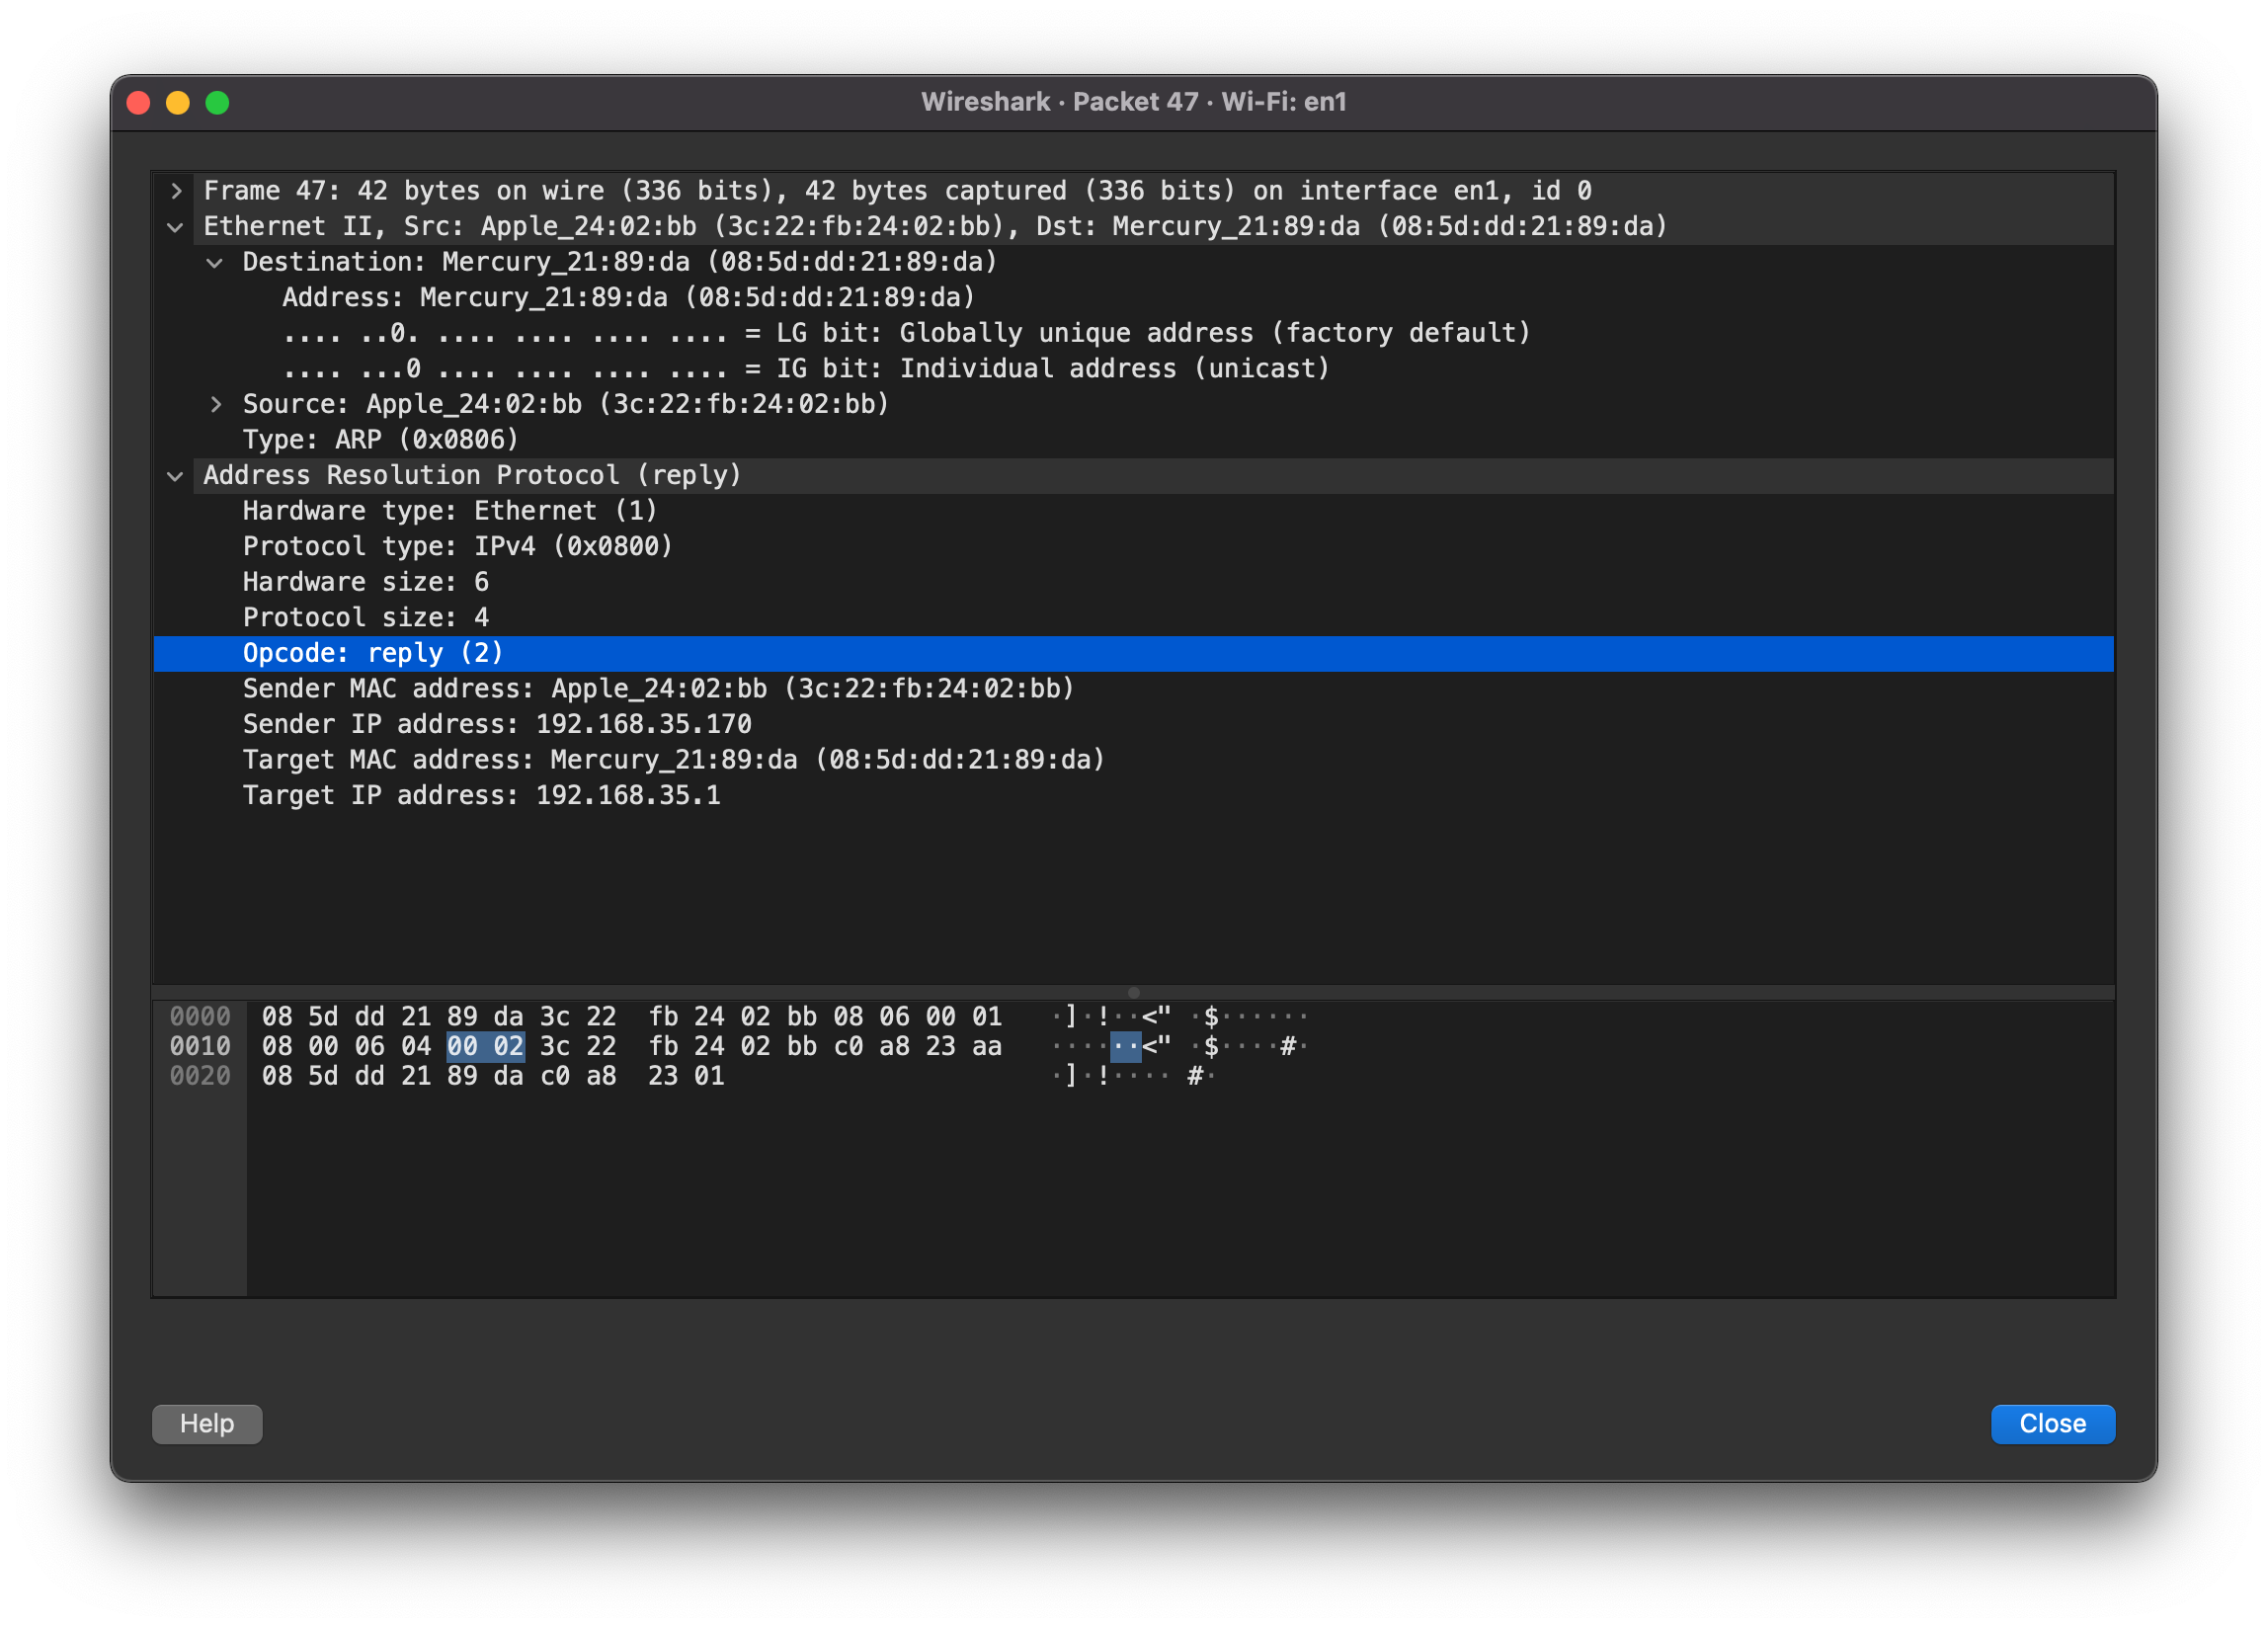 Wireshark · Packet 47 · Wi-Fi: en1
Frame 47: 42 bytes on wire (336 bits), 42 bytes captured (336 bits) on interface en1, id 0
Ethernet II, Src: Apple_24:02:bb (3c:22:fb:24:02:bb), Dst: Mercury_21:89:da (08:5d:dd:21:89:da)
Destination: Mercury_21:89:da (08:5d:dd:21:89:da)
Address: Mercury_21:89:da (08:5d:dd:21:89:da)
.... ..0. .... .... .... .... = LG bit: Globally unique address (factory default)
.... ...0 .... .... .... .... = IG bit: Individual address (unicast)
Source: Apple_24:02:bb (3c:22:fb:24:02:bb)
Type: ARP (0x0806)
Address Resolution Protocol (reply)
Hardware type: Ethernet (1)
Protocol type: IPv4 (0x0800)
Hardware size: 6
Protocol size: 4
Opcode: reply (2)
Sender MAC address: Apple_24:02:bb (3c:22:fb:24:02:bb)
Sender IP address: 192.168.35.170
Target MAC address: Mercury_21:89:da (08:5d:dd:21:89:da)
Target IP address: 192.168.35.1
0000 08 5d dd 21 89 da 3c 22 fb 24 02 bb 08 06 00 01 ·]·!··<" ·$······
0010 08 00 06 04 00 02 3c 22 fb 24 02 bb c0 a8 23 aa ······<" ·$····#·
0020 08 5d dd 21 89 da c0 a8 23 01 ·]·!···· #·
Help
Close